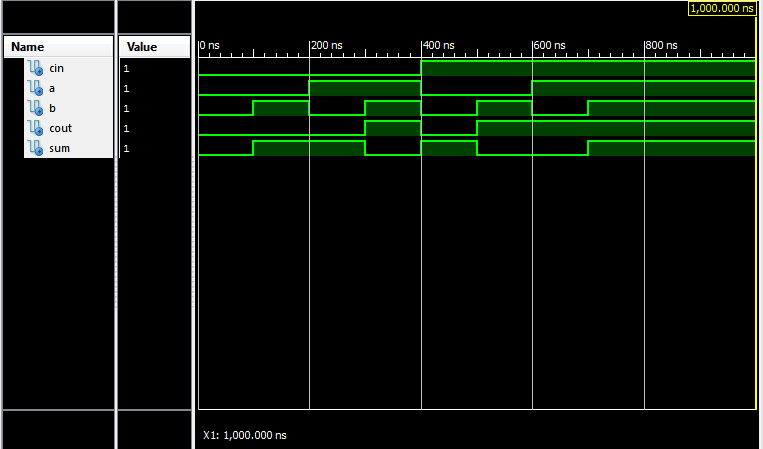 1,000.000 ns
Name Value 0 ns 200 ns 400 ns 600 ns 800 ns
cin 1
a 1
b 1
cout 1
sum 1
X1: 1,000.000 ns